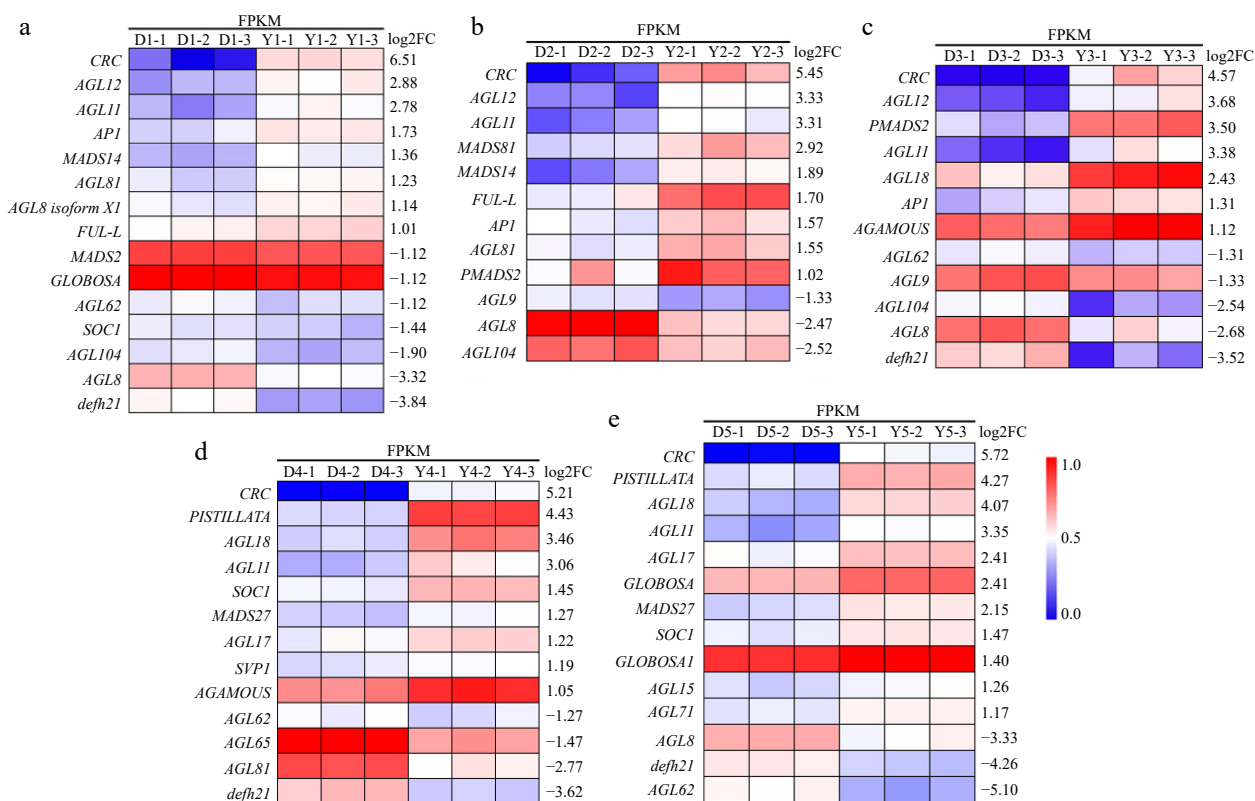 a
FPKM
D1-1 D1-2 D1-3 Y1-1 Y1-2 Y1-3 log2FC
CRC 6.51
AGL12 2.88
AGL11 2.78
AP1 1.73
MADS14 1.36
AGL81 1.23
AGL8 isoform X1 1.14
FUL-L 1.01
MADS2 −1.12
GLOBOSA −1.12
AGL62 −1.12
SOC1 −1.44
AGL104 −1.90
AGL8 −3.32
defh21 −3.84
b
FPKM
D2-1 D2-2 D2-3 Y2-1 Y2-2 Y2-3 log2FC
CRC 5.45
AGL12 3.33
AGL11 3.31
MADS81 2.92
MADS14 1.89
FUL-L 1.70
AP1 1.57
AGL81 1.55
PMADS2 1.02
AGL9 −1.33
AGL8 −2.47
AGL104 −2.52
c
FPKM
D3-1 D3-2 D3-3 Y3-1 Y3-2 Y3-3 log2FC
CRC 4.57
AGL12 3.68
PMADS2 3.50
AGL11 3.38
AGL18 2.43
AP1 1.31
AGAMOUS 1.12
AGL62 −1.31
AGL9 −1.33
AGL104 −2.54
AGL8 −2.68
defh21 −3.52
d
FPKM
D4-1 D4-2 D4-3 Y4-1 Y4-2 Y4-3 log2FC
CRC 5.21
PISTILLATA 4.43
AGL18 3.46
AGL11 3.06
SOC1 1.45
MADS27 1.27
AGL17 1.22
SVP1 1.19
AGAMOUS 1.05
AGL62 −1.27
AGL65 −1.47
AGL81 −2.77
defh21 −3.62
e
FPKM
D5-1 D5-2 D5-3 Y5-1 Y5-2 Y5-3 log2FC
CRC 5.72
PISTILLATA 4.27
AGL18 4.07
AGL11 3.35
AGL17 2.41
GLOBOSA 2.41
MADS27 2.15
SOC1 1.47
GLOBOSA1 1.40
AGL15 1.26
AGL71 1.17
AGL8 −3.33
defh21 −4.26
AGL62 −5.10
1.0
0.5
0.0